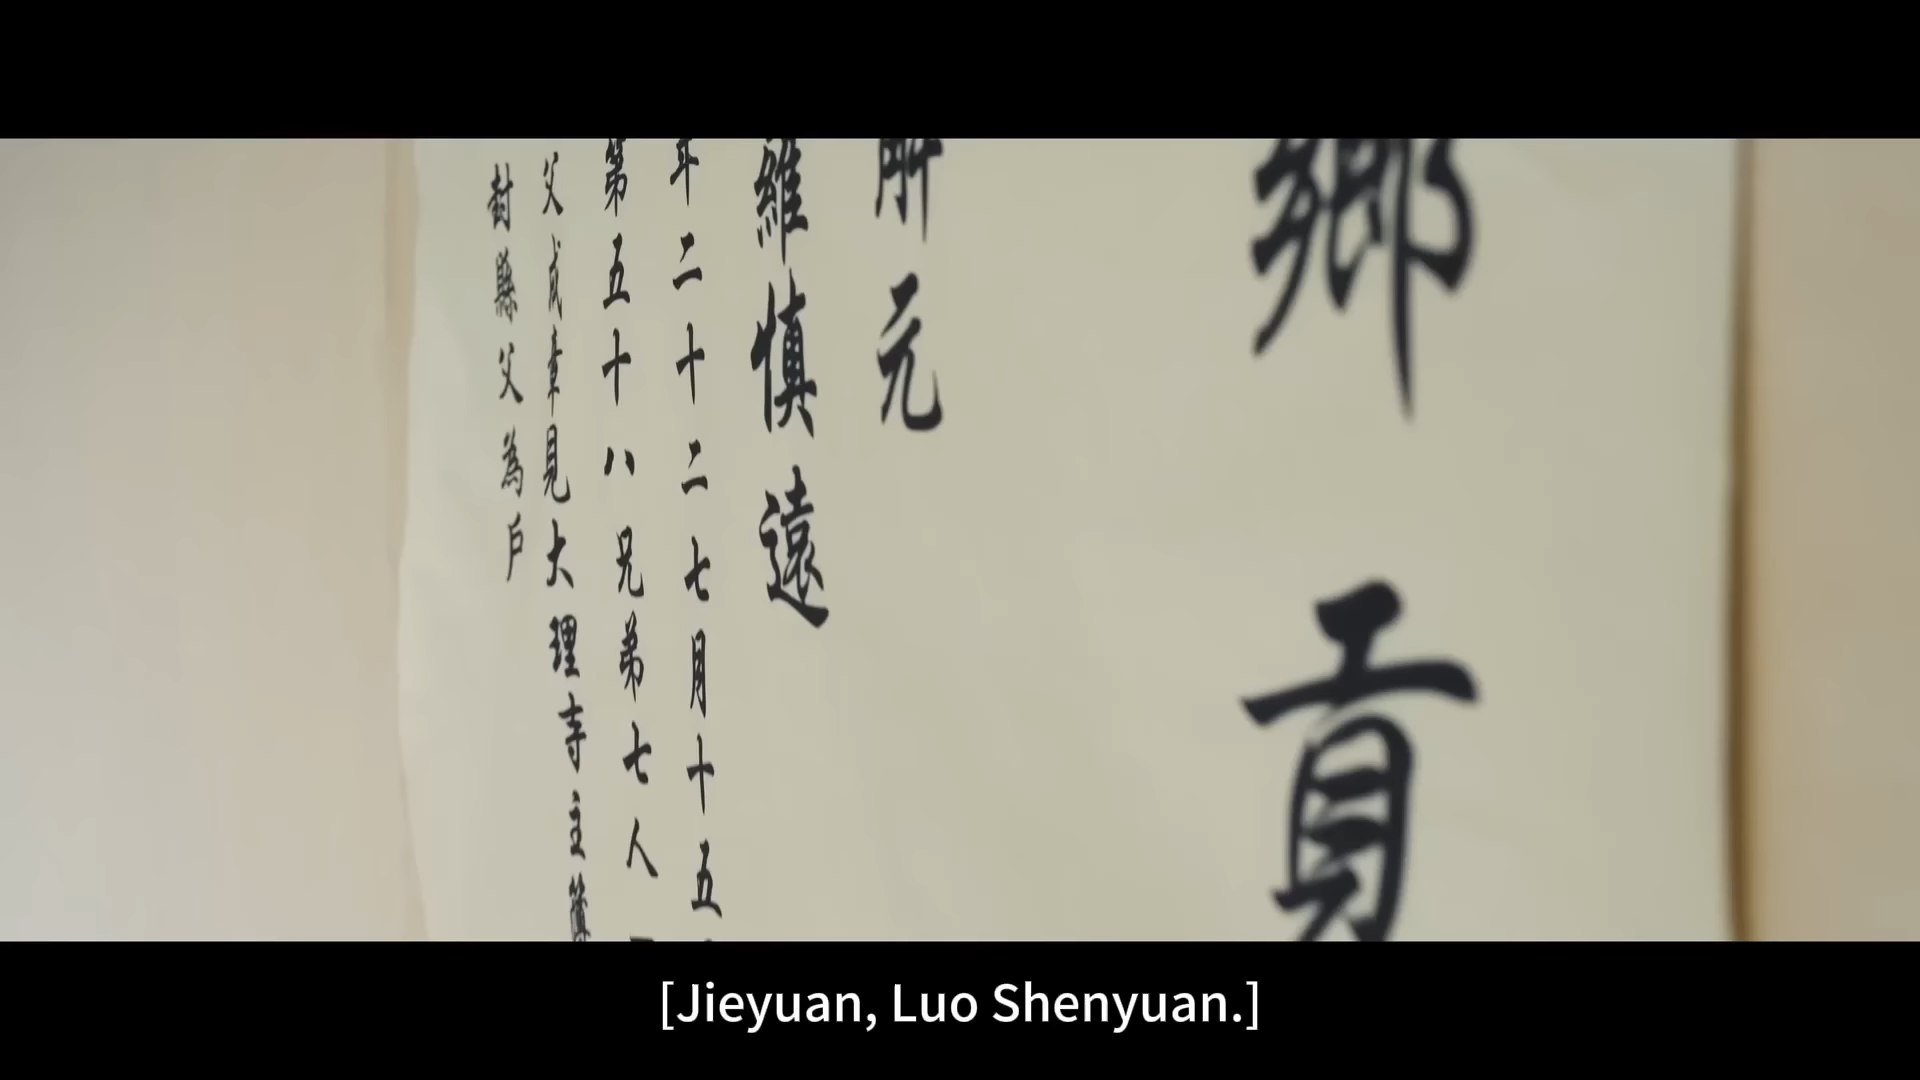 鄉貢
解元
維慎遠
年二十二七月十五
第五十八兄弟七人
父成章見大理寺主簿
封縣父為戶
[Jieyuan, Luo Shenyuan.]